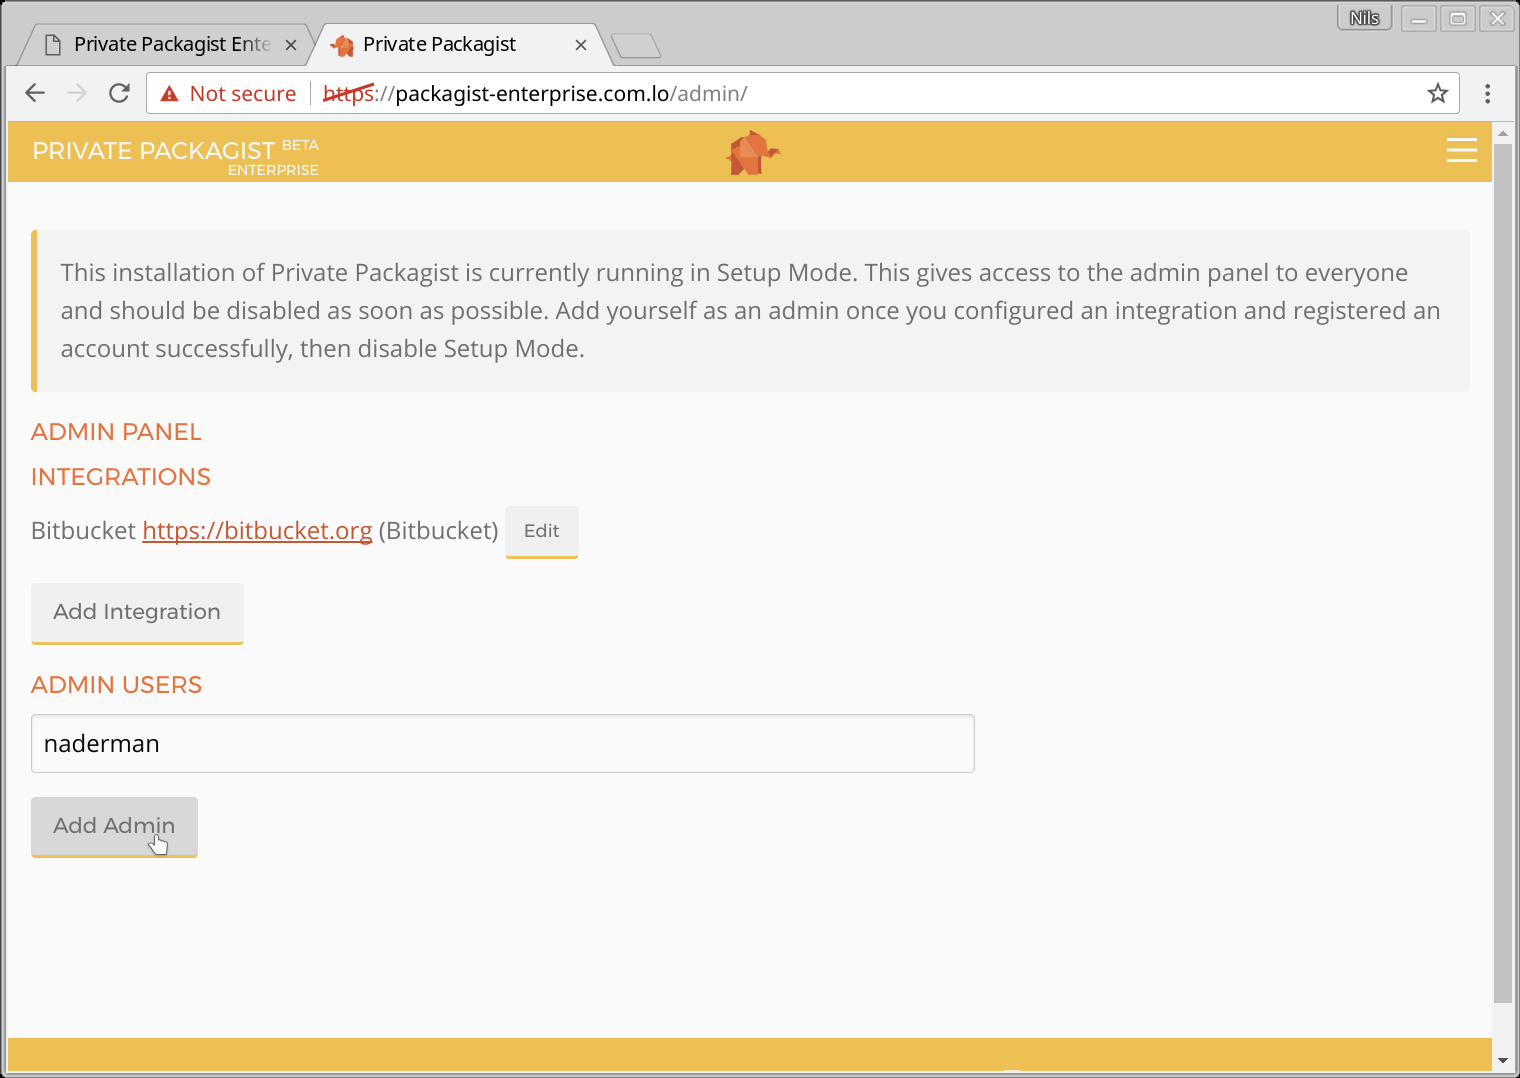 Nils
Private Packagist Ente
Private Packagist
Not secure https://packagist-enterprise.com.lo/admin/
PRIVATE PACKAGIST BETA
ENTERPRISE
This installation of Private Packagist is currently running in Setup Mode. This gives access to the admin panel to everyone
and should be disabled as soon as possible. Add yourself as an admin once you configured an integration and registered an
account successfully, then disable Setup Mode.
ADMIN PANEL
INTEGRATIONS
Bitbucket https://bitbucket.org (Bitbucket) Edit
Add Integration
ADMIN USERS
naderman
Add Admin